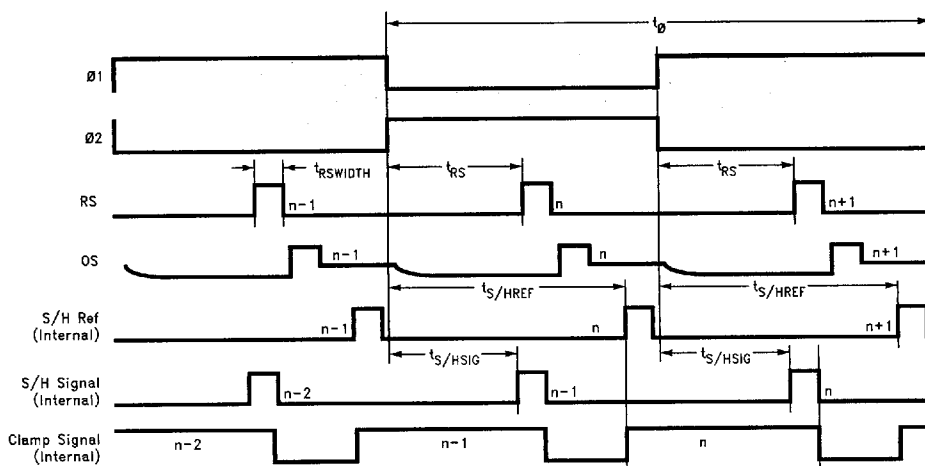 tø
Ø1
Ø2
tRSWIDTH
tRS
tRS
RS
n-1
n
n+1
OS
n-1
n
n+1
tS/HREF
tS/HREF
S/H Ref
(Internal)
n-1
n
n+1
tS/HSIG
tS/HSIG
S/H Signal
(Internal)
n-2
n-1
n
Clamp Signal
(Internal)
n-2
n-1
n